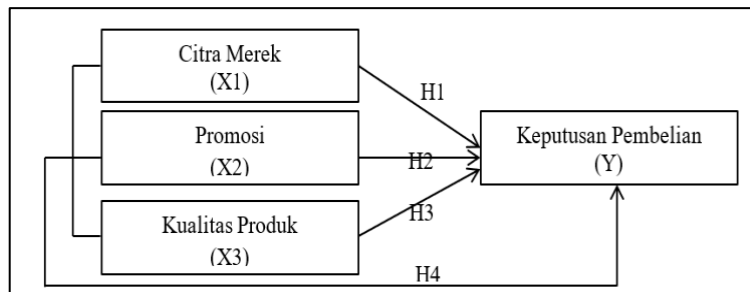 Citra Merek
(X1)
H1
Promosi
(X2)
H2
Keputusan Pembelian
(Y)
Kualitas Produk
(X3)
H3
H4